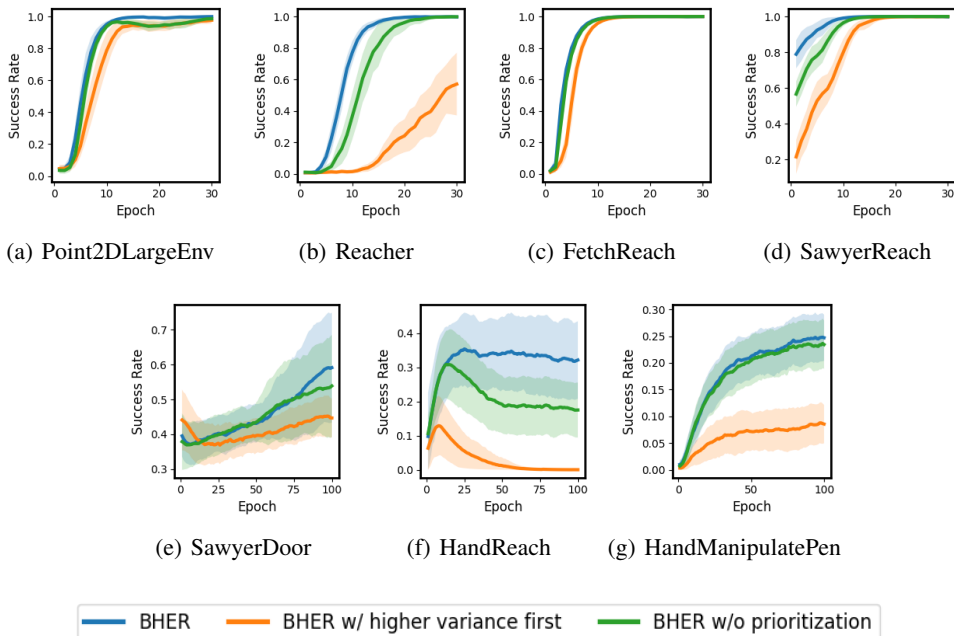 1.0
0.8
0.6
0.4
0.2
0.0
Success Rate
0 10 20 30
Epoch
(a) Point2DLargeEnv
1.0
0.8
0.6
0.4
0.2
0.0
Success Rate
0 10 20 30
Epoch
(b) Reacher
1.0
0.8
0.6
0.4
0.2
0.0
Success Rate
0 10 20 30
Epoch
(c) FetchReach
1.0
0.8
0.6
0.4
0.2
Success Rate
0 10 20 30
Epoch
(d) SawyerReach
0.7
0.6
0.5
0.4
0.3
Success Rate
0 25 50 75 100
Epoch
(e) SawyerDoor
0.4
0.3
0.2
0.1
0.0
Success Rate
0 25 50 75 100
Epoch
(f) HandReach
0.30
0.25
0.20
0.15
0.10
0.05
0.00
Success Rate
0 50 100
Epoch
(g) HandManipulatePen
BHER BHER w/ higher variance first BHER w/o prioritization